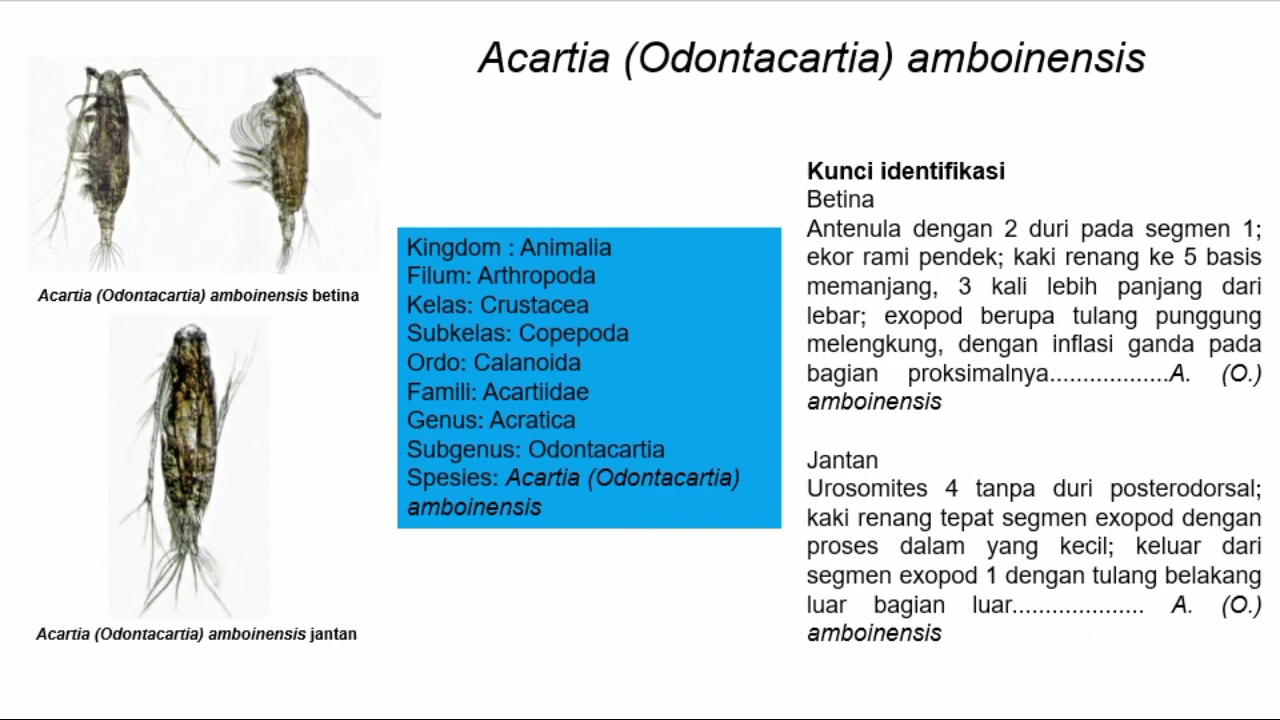 Acartia (Odontacartia) amboinensis
Acartia (Odontacartia) amboinensis betina
Acartia (Odontacartia) amboinensis jantan
Kingdom : Animalia
Filum: Arthropoda
Kelas: Crustacea
Subkelas: Copepoda
Ordo: Calanoida
Famili: Acartiidae
Genus: Acratica
Subgenus: Odontacartia
Spesies: Acartia (Odontacartia)
amboinensis
Kunci identifikasi
Betina
Antenula dengan 2 duri pada segmen 1;
ekor rami pendek; kaki renang ke 5 basis
memanjang, 3 kali lebih panjang dari
lebar; exopod berupa tulang punggung
melengkung, dengan inflasi ganda pada
bagian proksimalnya..................A. (O.)
amboinensis
Jantan
Urosomites 4 tanpa duri posterodorsal;
kaki renang tepat segmen exopod dengan
proses dalam yang kecil; keluar dari
segmen exopod 1 dengan tulang belakang
luar bagian luar.................... A. (O.)
amboinensis